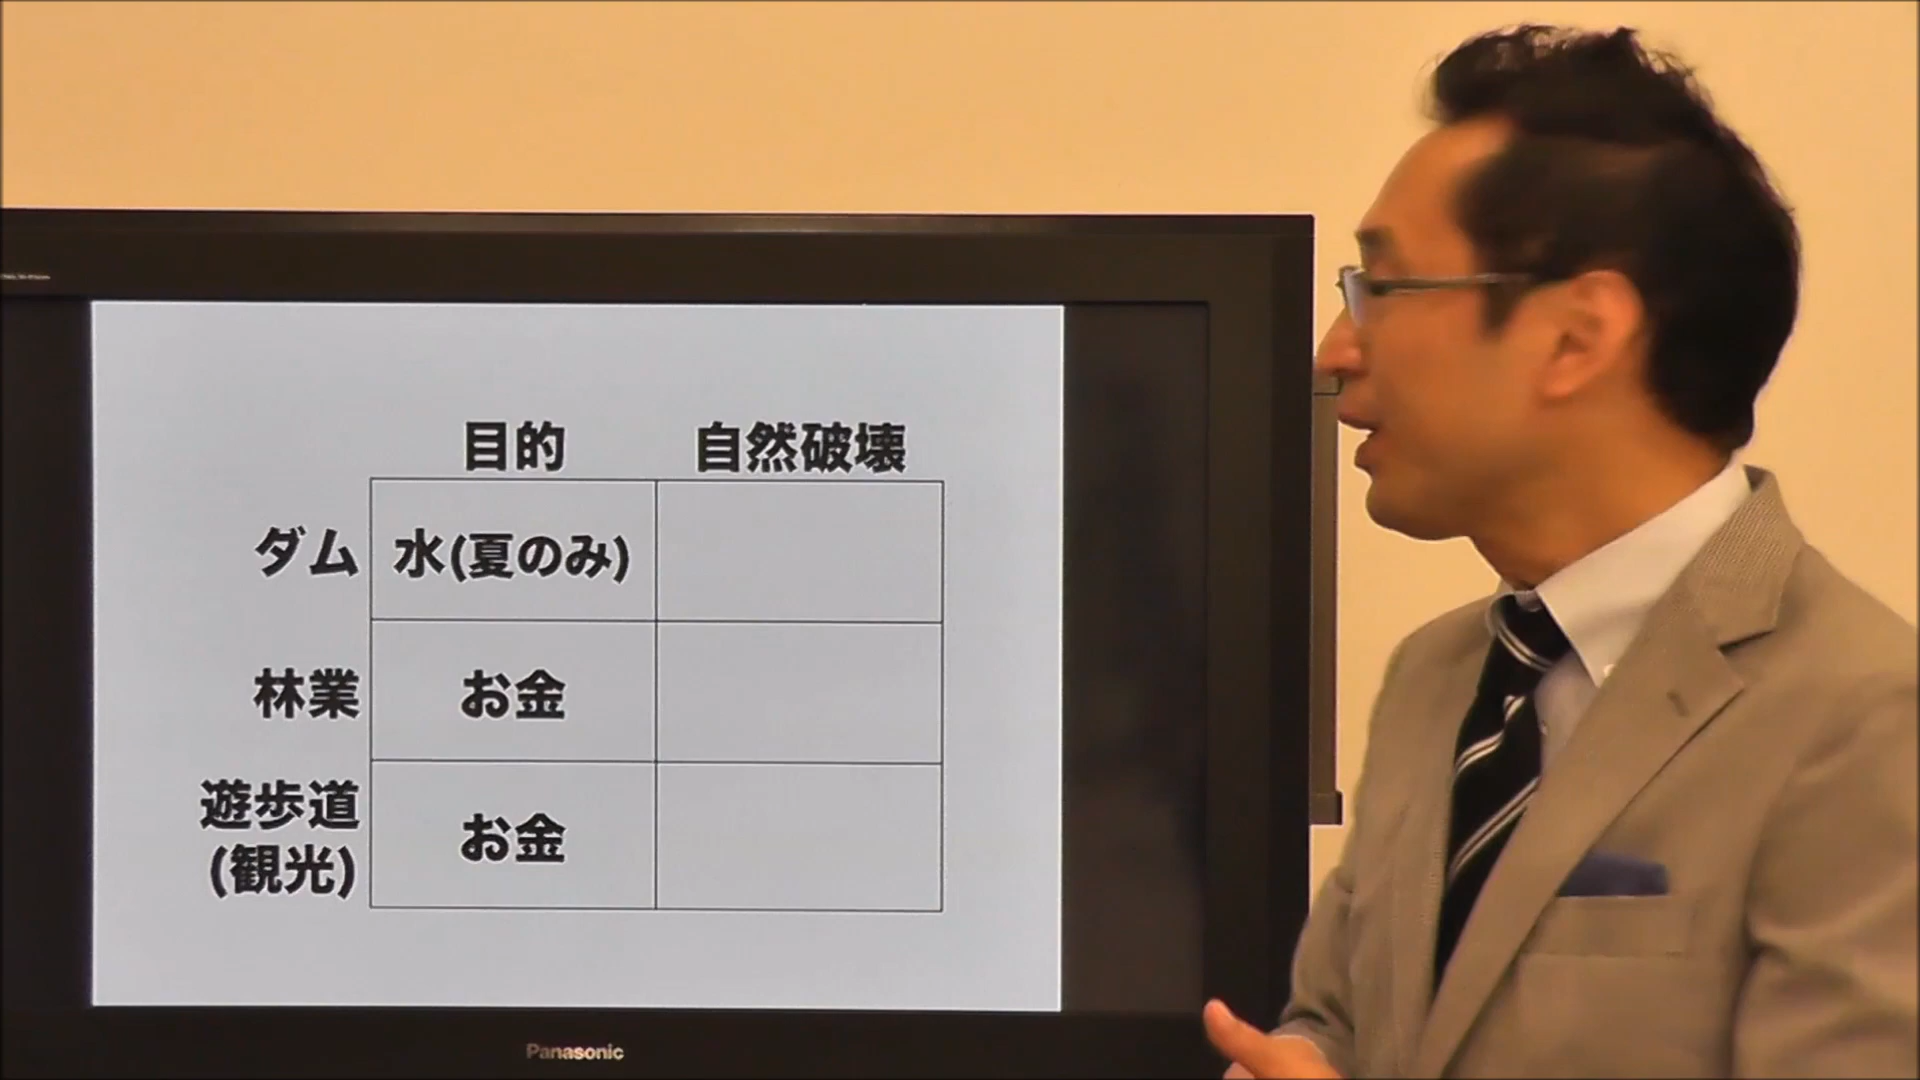 目的 自然破壊
ダム 水(夏のみ)
林業 お金
遊歩道
(観光) お金
Panasonic